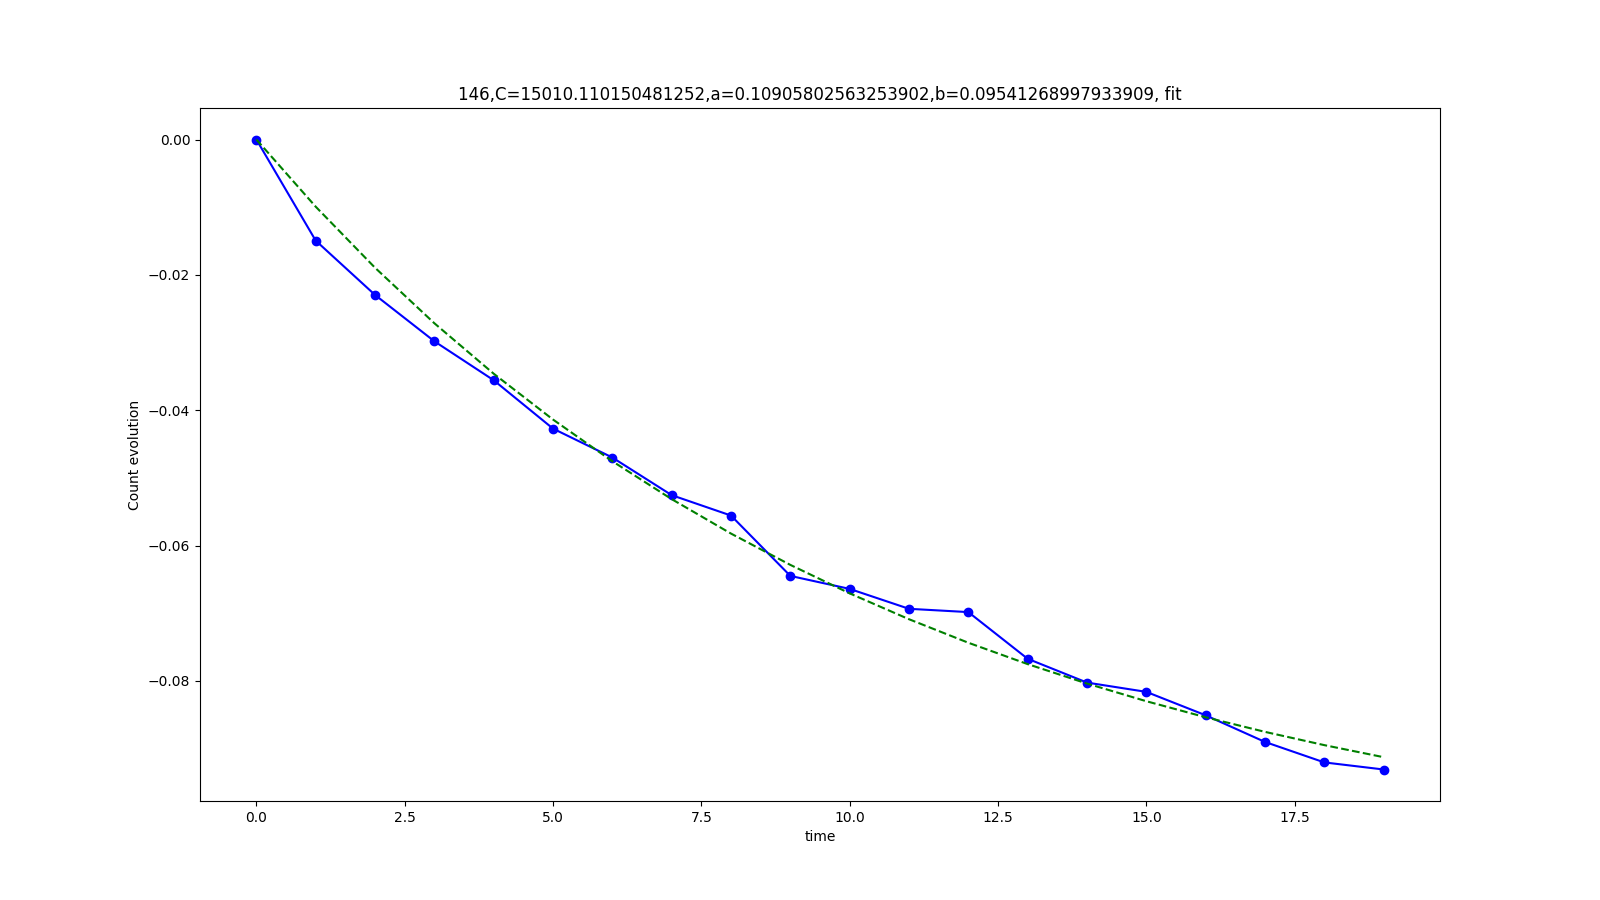 146,C=15010.110150481252,a=0.10905802563253902,b=0.09541268997933909, fit
0.00
−0.02
−0.04
−0.06
−0.08
Count evolution
0.0 2.5 5.0 7.5 10.0 12.5 15.0 17.5
time